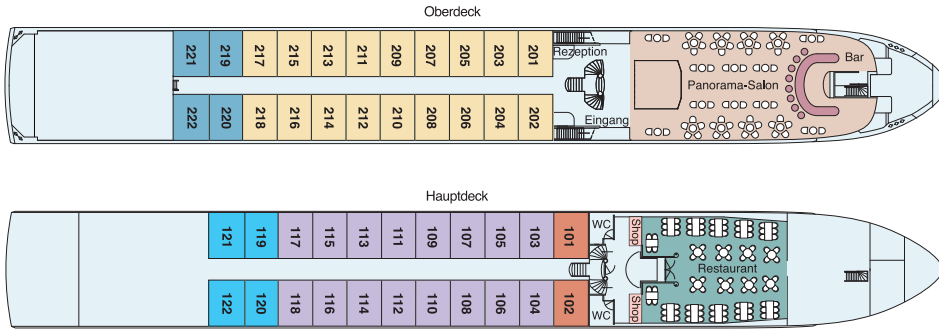 Oberdeck
221 219 217 215 213 211 209 207 205 203 201
Rezeption
Bar
Panorama-Salon
222 220 218 216 214 212 210 208 206 204 202
Eingang
Hauptdeck
121 119 117 115 113 111 109 107 105 103 101
WC
Shop
Restaurant
122 120 118 116 114 112 110 108 106 104 102
WC
Shop